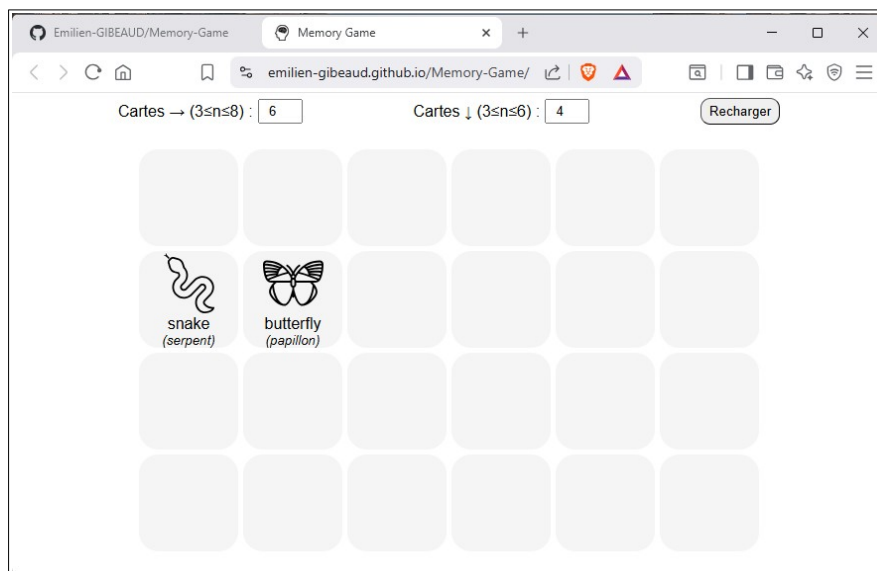 Emilien-GIBEAUD/Memory-Game
Memory Game
emilien-gibeaud.github.io/Memory-Game/
Cartes → (3≤n≤8) : 6
Cartes ↓ (3≤n≤6) : 4
Recharger
snake
(serpent)
butterfly
(papillon)